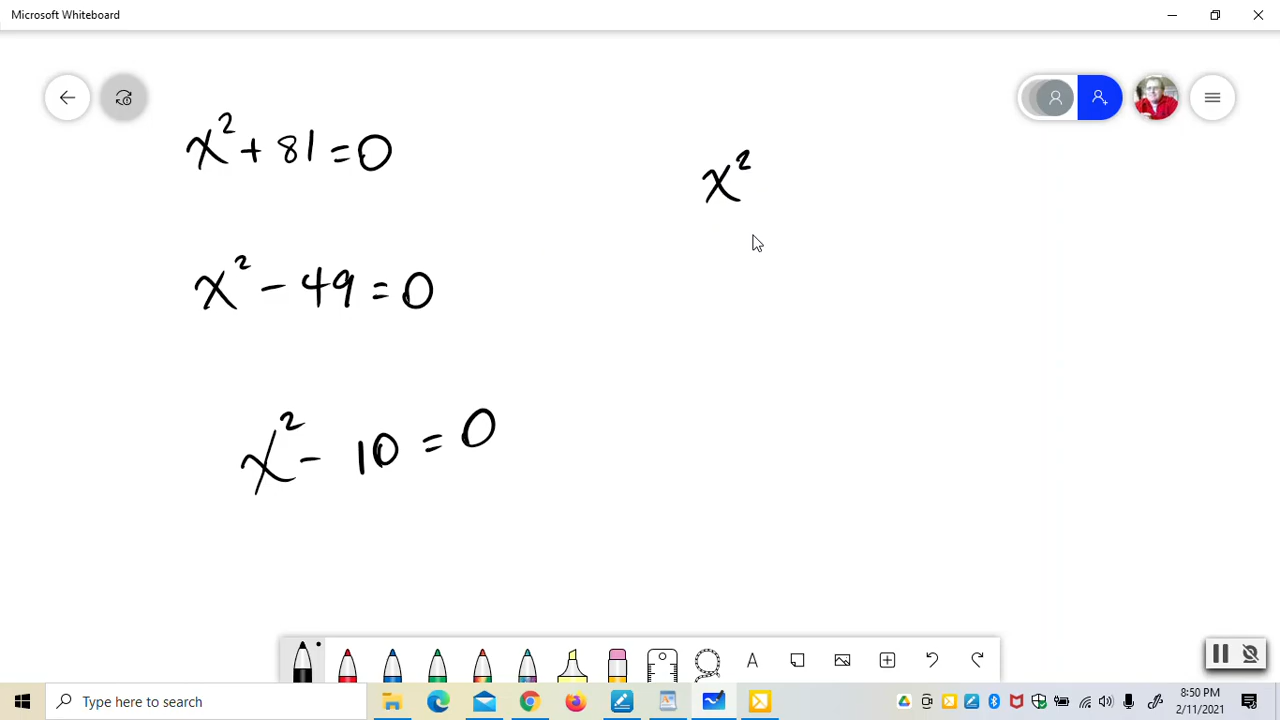 Microsoft Whiteboard
x² + 81 = 0
x²
x² - 49 = 0
x² - 10 = 0
A
Type here to search
8:50 PM
2/11/2021